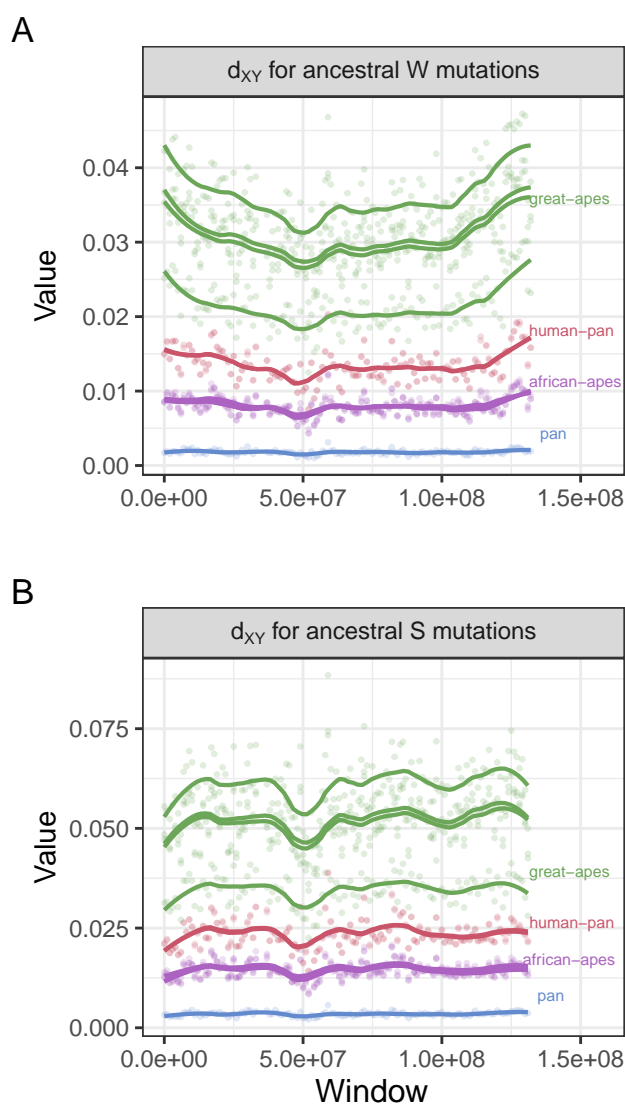 A
d_XY for ancestral W mutations
0.04
great−apes
0.03
Value
0.02
human−pan
0.01
african−apes
pan
0.00
0.0e+00 5.0e+07 1.0e+08 1.5e+08
B
d_XY for ancestral S mutations
0.075
0.050
Value
great−apes
0.025
human−pan
african−apes
pan
0.000
0.0e+00 5.0e+07 1.0e+08 1.5e+08
Window